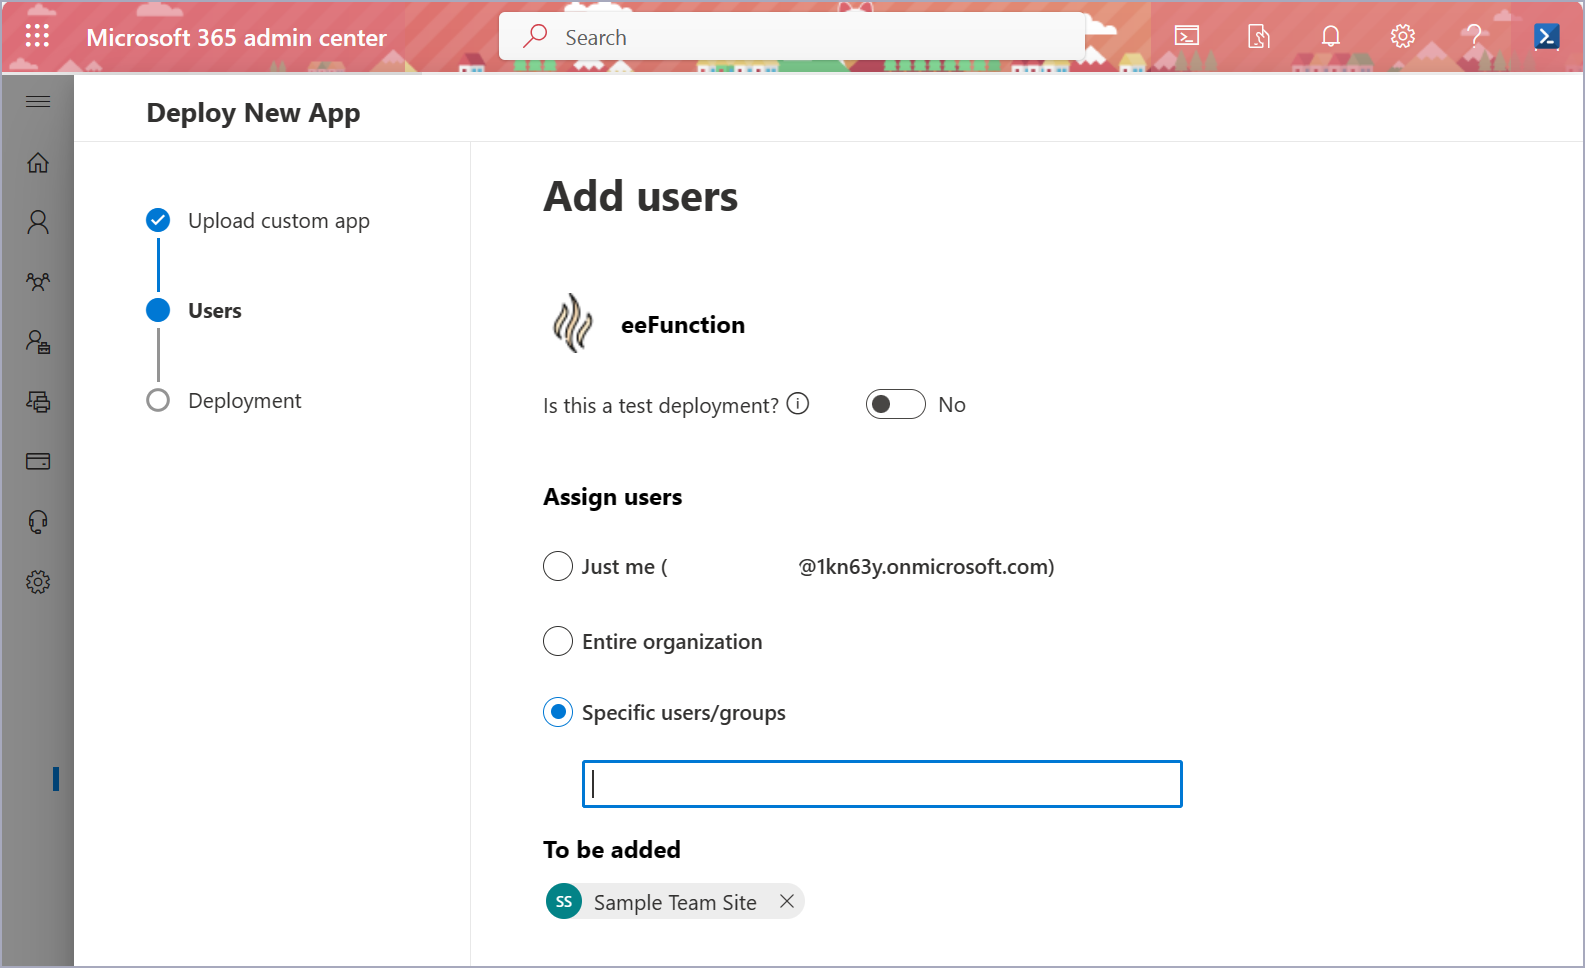 Microsoft 365 admin center
Search
Deploy New App
Upload custom app
Users
Deployment
Add users
eeFunction
Is this a test deployment?
No
Assign users
Just me ( @1kn63y.onmicrosoft.com)
Entire organization
Specific users/groups
To be added
SS Sample Team Site